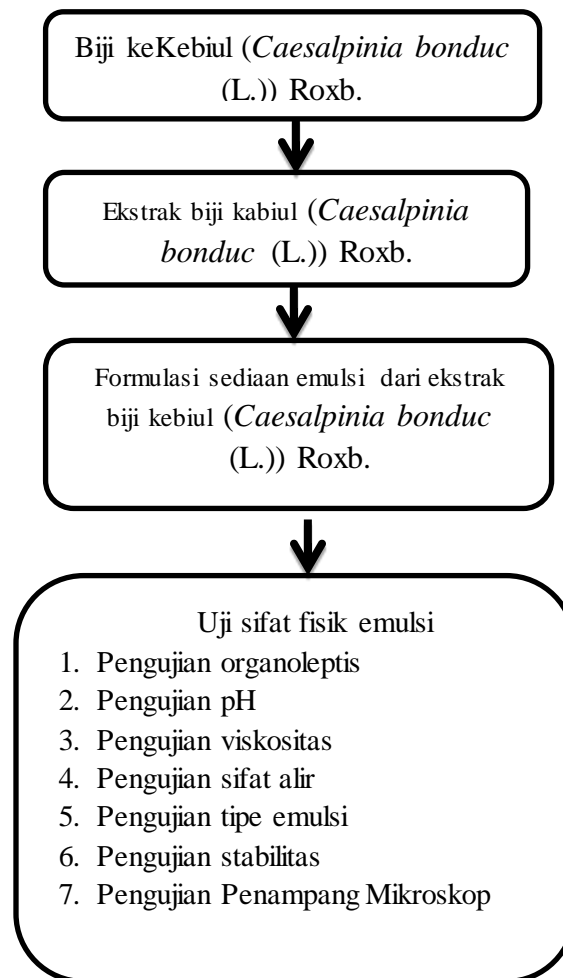 Biji keKebiul (Caesalpinia bonduc
(L.)) Roxb.
Ekstrak biji kabiul (Caesalpinia
bonduc (L.)) Roxb.
Formulasi sediaan emulsi dari ekstrak
biji kebiul (Caesalpinia bonduc
(L.)) Roxb.
Uji sifat fisik emulsi
1. Pengujian organoleptis
2. Pengujian pH
3. Pengujian viskositas
4. Pengujian sifat alir
5. Pengujian tipe emulsi
6. Pengujian stabilitas
7. Pengujian Penampang Mikroskop